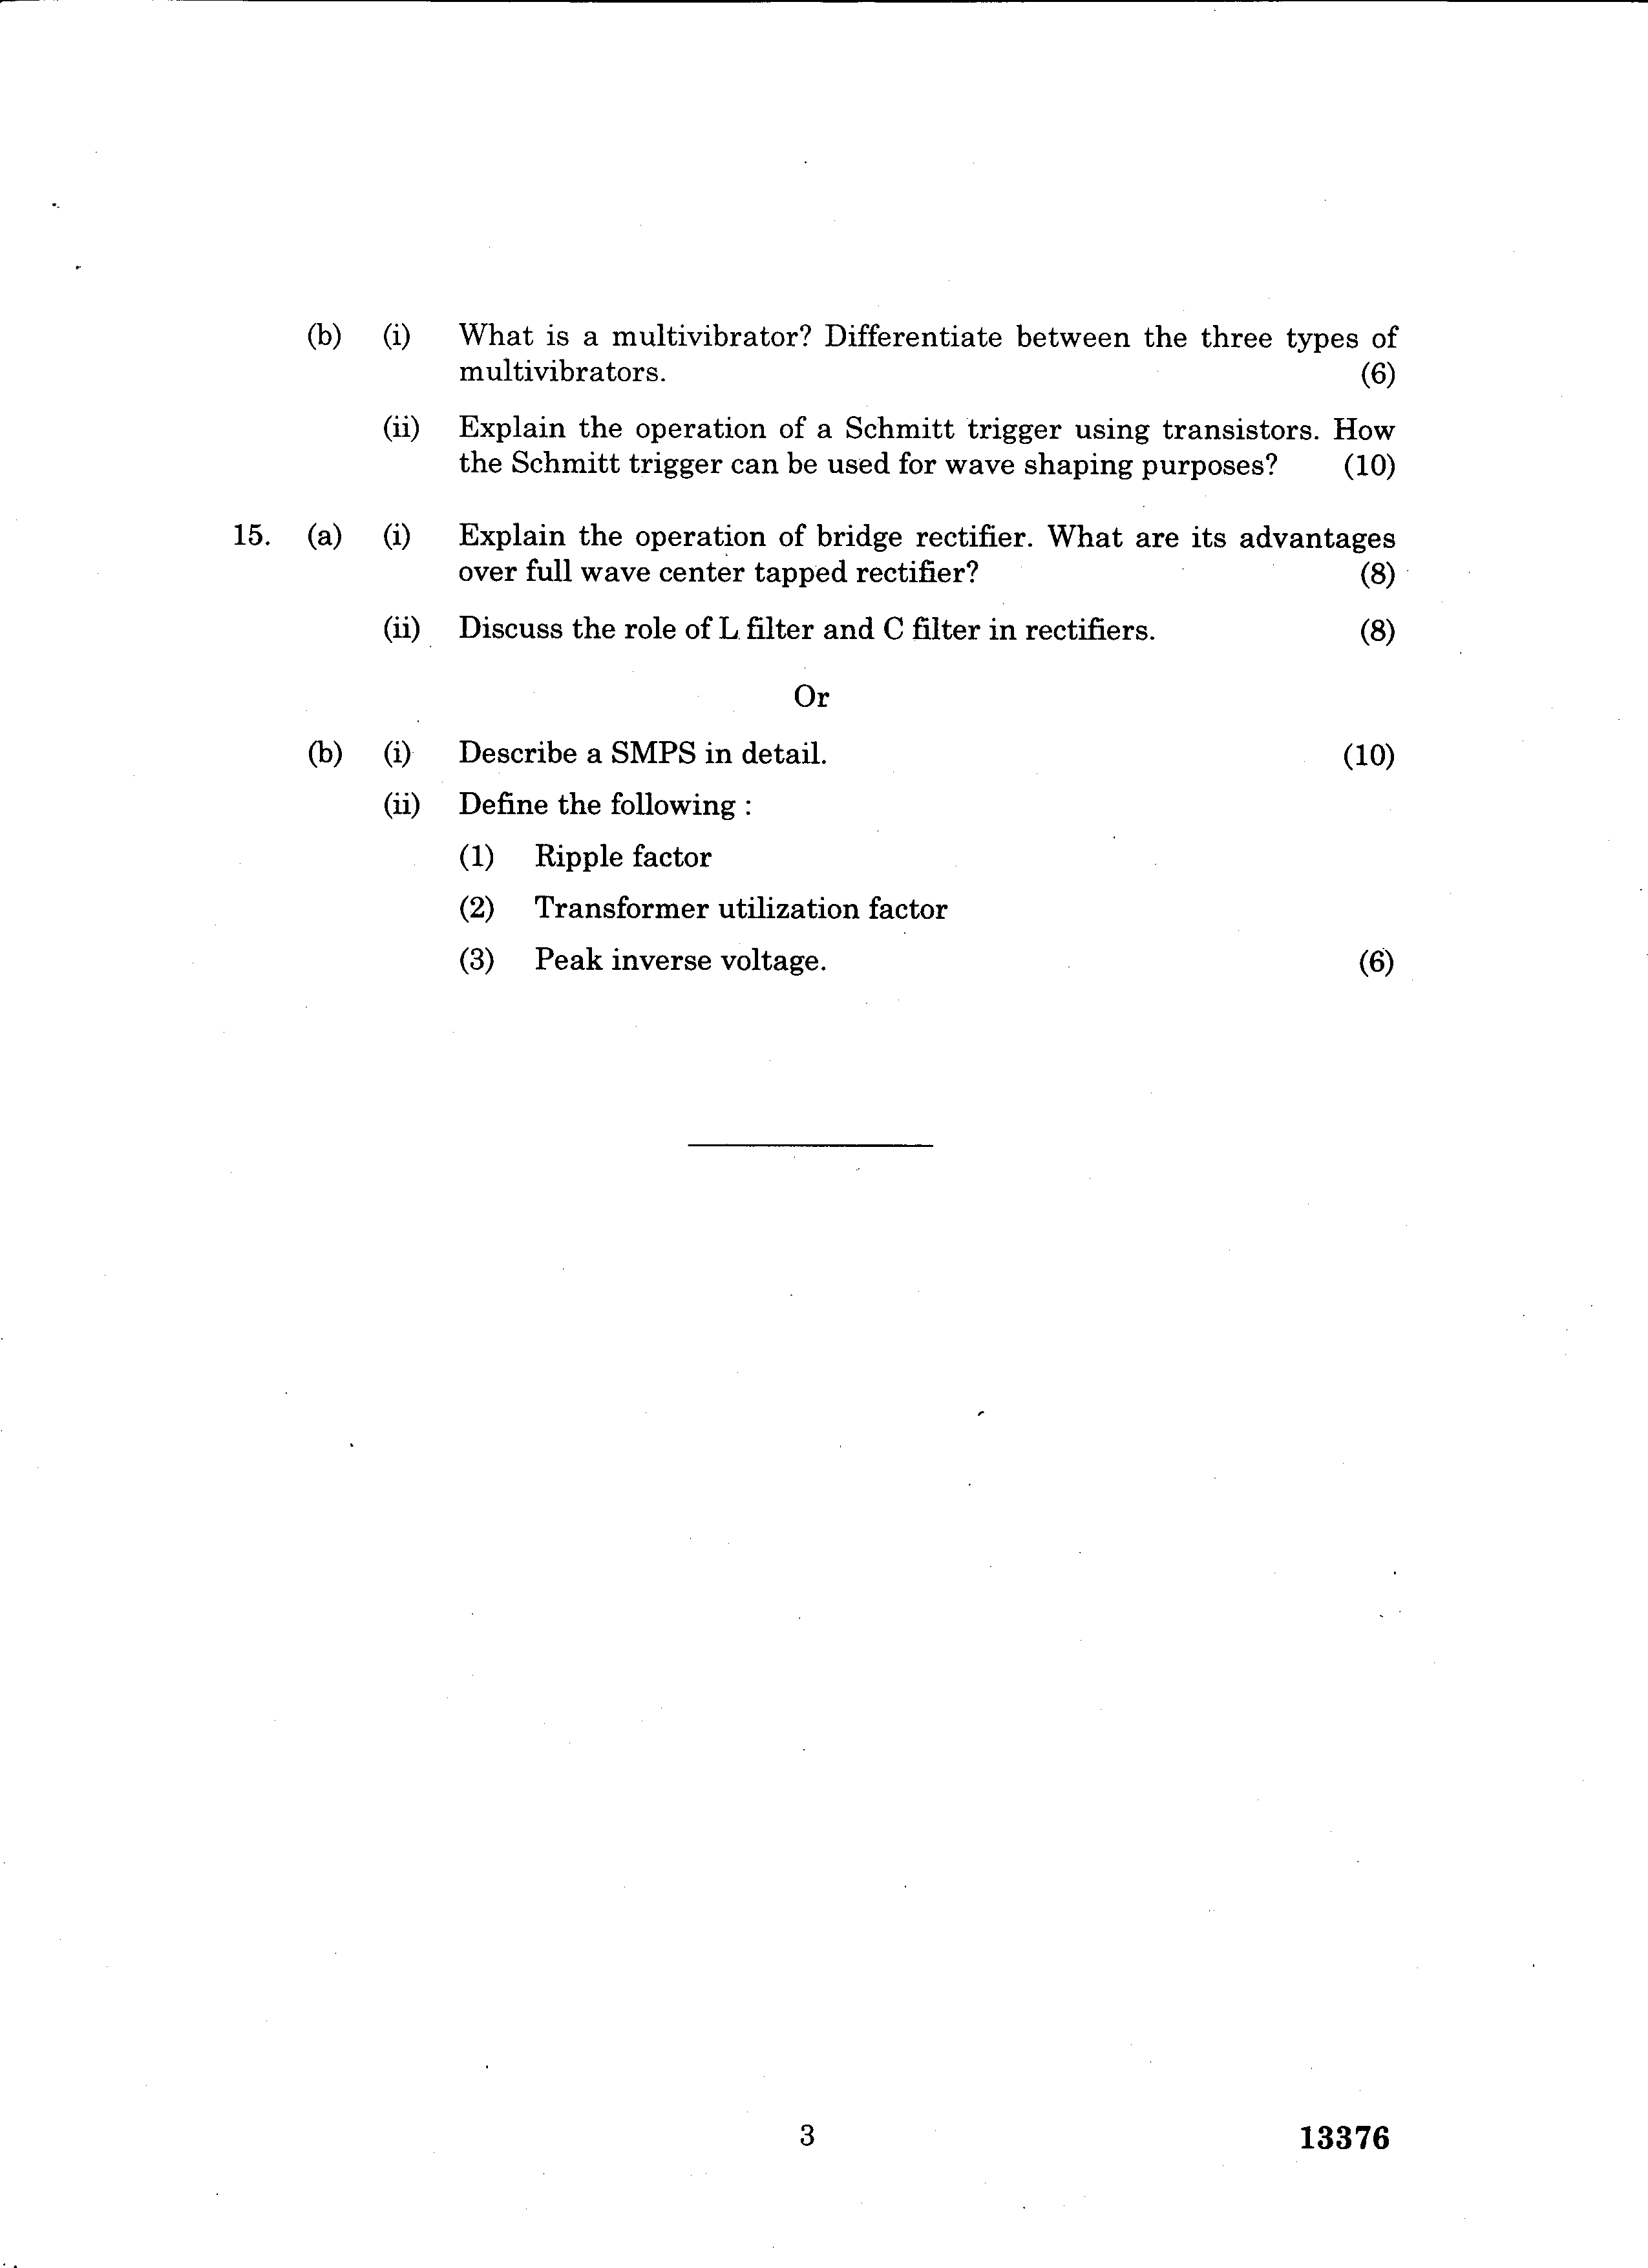 (b) (i) What is a multivibrator? Differentiate between the three types of
multivibrators. (6)
(ii) Explain the operation of a Schmitt trigger using transistors. How
the Schmitt trigger can be used for wave shaping purposes? (10)
15. (a) (i) Explain the operation of bridge rectifier. What are its advantages
over full wave center tapped rectifier? (8)
(ii) Discuss the role of L filter and C filter in rectifiers. (8)
Or
(b) (i) Describe a SMPS in detail. (10)
(ii) Define the following :
(1) Ripple factor
(2) Transformer utilization factor
(3) Peak inverse voltage. (6)
3 13376